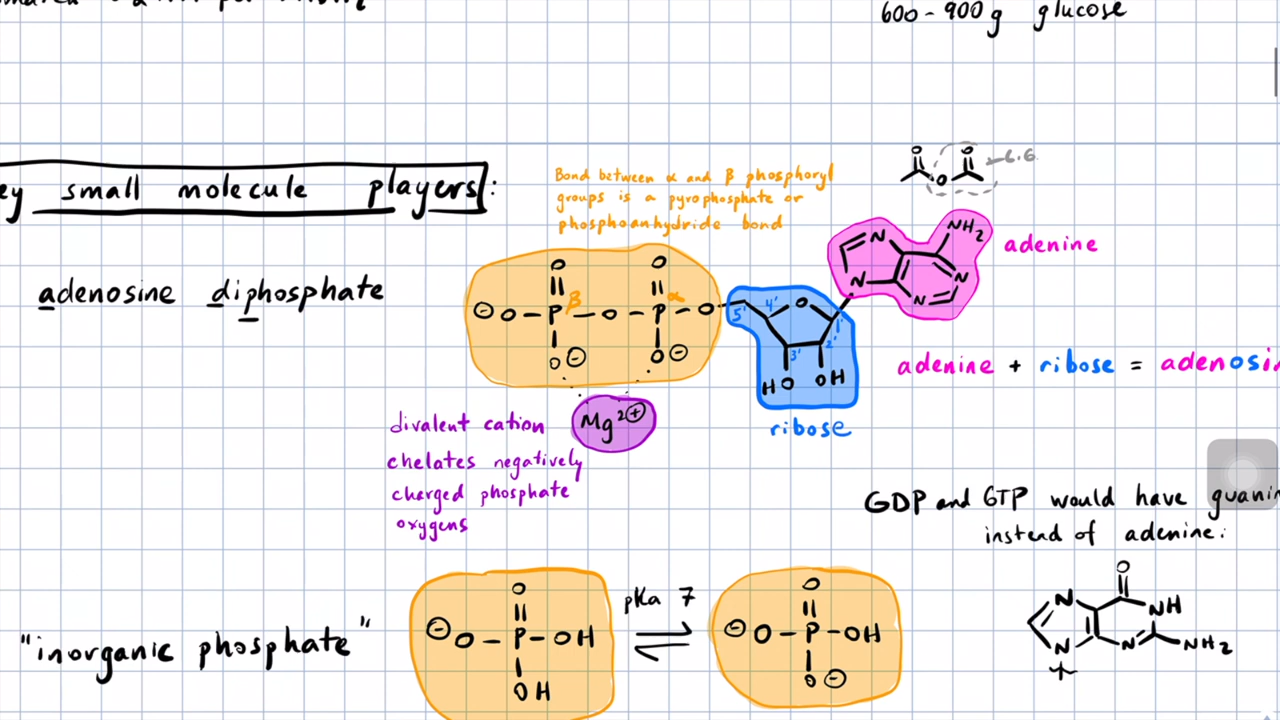 600-900g glucose
ey small molecule players:
Bond between α and β phosphoryl
groups is a pyrophosphate or
phosphoanhydride bond
O O
O
NH₂
N
N
N
N
adenine
adenosine diphosphate
O O
⊖ O P β O P α O
O ⊖ O ⊖
5' 4' O 1'
3' 2'
HO OH
ribose
adenine + ribose = adenosi
Mg²⊕
divalent cation
chelates negatively
charged phosphate
oxygens
GDP and GTP would have guani
instead of adenine:
"inorganic phosphate"
O
⊖ O - P - OH
OH
pKa 7
O
⊖ O - P - OH
O ⊖
O
N NH
N N NH₂